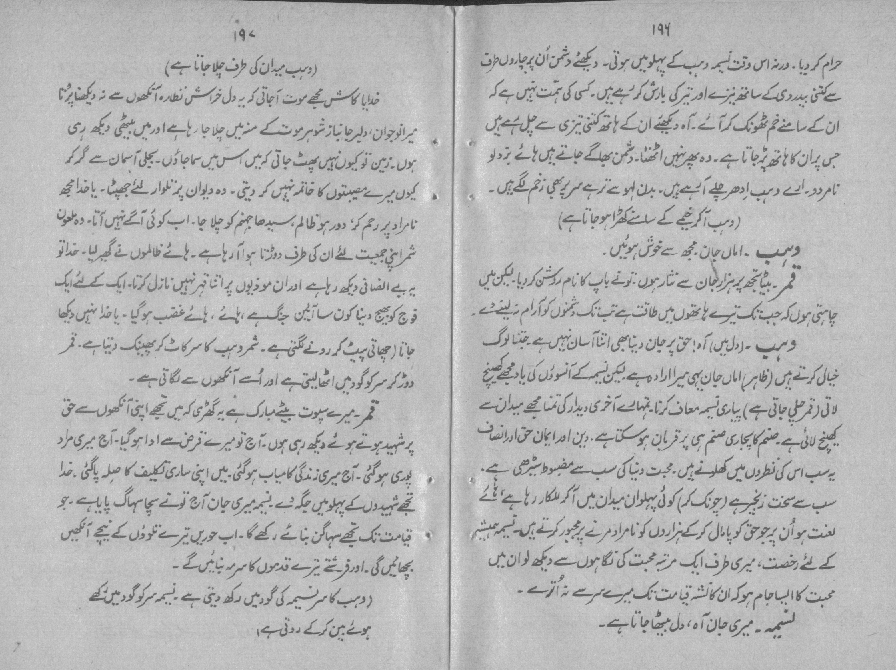 ۱۹۶
حرام کر دیا۔ ورنہ اس وقت نسیمہ وہب کے پہلو میں ہوتی۔ دیکھئے دشمن اُن پر چاروں طرف
سے کتنی بیدردی کے ساتھ نیزے اور تیر کی بارش کر رہے ہیں۔ کسی کی ہمت نہیں ہے کہ
ان کے سامنے خم ٹھونک کر آئے۔ آہ دیکھئے ان کے ہاتھ کتنی تیزی سے چل رہے ہیں
جس پر ان کا ہاتھ پڑ جاتا ہے۔ وہ پھر نہیں اٹھتا۔ دشمن بھاگے جاتے ہیں ہائے بزدلو
نامردو۔ ارے وہب اِدھر چلے آ رہے ہیں۔ بدن لہو سے تر ہے سر پر بھی زخم لگے ہیں۔
(وہب آکر خیمے کے سامنے کھڑا ہو جاتا ہے)
وہب۔ اماں جان مجھ سے خوش ہوئیں۔
قمر۔ بیٹا تجھ پر ہزار جان سے نثار ہوں۔ تو نے باپ کا نام روشن کر دیا۔ لیکن میں
چاہتی ہوں کہ جب تک تیرے ہاتھوں میں طاقت ہے تب تک دشمنوں کو آرام نہ لینے دے۔
وہب۔ (دل میں) آہ! حق پر جان دینا بھی اتنا آسان نہیں ہے۔ جتنا لوگ
خیال کرتے ہیں (ظاہر) اماں جان یہی میرا ارادہ ہے لیکن نسیمہ کے آنسوؤں کی یاد مجھے کھینچ
لائی (قمر چلی جاتی ہے) پیاری نسیمہ معاف کرنا۔ تمہارے آخری دیدار کی تمنا مجھے میدان سے
کھینچ لائی ہے۔ صنم کا پجاری صنم ہی پر قربان ہو سکتا ہے۔ دین اور ایمان حق اور انصاف
یہ سب اس کی نظروں میں کھلونے ہیں۔ محبت دنیا کی سب سے مضبوط بیڑھی ہے۔
سب سے سخت زنجیر ہے (چونک کر) کوئی پہلوان میدان میں آکر للکار رہا ہے، ہائے
لعنت ہو اُن پر جو حق کو پامال کر کے ہزاروں کو نامراد مرنے پر مجبور کرتے ہیں۔ نسیمہ ہمیشہ
کے لئے رخصت، میری طرف ایک مرتبہ محبت کی نگاہوں سے دیکھ لو ان میں
محبت کا ایسا جام ہو کہ ان کا نشہ قیامت تک میرے سر سے نہ اُترے۔
نسیمہ۔ میری جان آہ، دل بیٹھا جاتا ہے۔
۱۹۷
(وہب میدان کی طرف چلا جاتا ہے)
خدایا کاش مجھے موت آجاتی کہ یہ دل خراش نظارہ آنکھوں سے نہ دیکھنا پڑتا
میرا نوجوان، دلیر جانباز شوہر موت کے منہ میں چلا جا رہا ہے اور میں بیٹھی دیکھ رہی
ہوں۔ زمین تو کیوں نہیں پھٹ جاتی کہ میں اس میں سما جاؤں۔ بجلی آسمان سے گر کر
کیوں میرے مصیبتوں کا خاتمہ نہیں کر دیتی۔ وہ دیو ان پر تلوار لئے جھپٹا۔ یا خدا مجھ
نامراد پر رحم کر۔ دور ہو ظالم، سیدھا جہنم کو چلا جا۔ اب کوئی آگے نہیں آتا۔ وہ ملعون
شمر اپنی جمعیت لئے ان کی طرف دوڑتا ہوا آ رہا ہے۔ ہائے ظالموں نے گھیر لیا۔ خدا تو
یہ بے انصافی دیکھ رہا ہے اور ان موذیوں پر اپنا قہر نہیں نازل کرتا۔ ایک کے لئے ایک
فوج کو بھیج دینا کون سا آئین جنگ ہے، ہائے، ہائے غضب ہو گیا۔ یا خدا نہیں دیکھا
جاتا (چھاتی پیٹ کر رونے لگتی ہے۔ شمر وہب کا سر کاٹ کر پھینک دیتا ہے۔ قمر
دوڑ کر سر کو گود میں اٹھا لیتی ہے اور اُسے آنکھوں سے لگاتی ہے۔
قمر۔ میرے سپوت بیٹے مبارک ہے یہ گھڑی کہ میں تجھے اپنی آنکھوں سے حق
پر شہید ہوتے ہوئے دیکھ رہی ہوں۔ آج تو میرے قرض سے ادا ہو گیا۔ آج میری مراد
پوری ہو گئی۔ آج میری زندگی کامیاب ہو گئی۔ میں اپنی ساری تکلیف کا صلہ پا گئی۔ خدا
تجھے شہیدوں کے پہلو میں جگہ دے۔ نسیمہ میری جان آج تو نے سچا سہاگ پایا ہے۔ جو
قیامت تک تجھے سہاگن بنائے رکھے گا۔ اب حوریں تیرے تلوؤں کے نیچے آنکھیں
بچھائیں گی۔ اور فرشتے تیرے قدموں کا سرمہ بنائیں گے۔
(وہب کا سر نسیمہ کی گود میں رکھ دیتی ہے۔ نسیمہ سر کو گود میں رکھے
ہوئے بین کر کے روتی ہے)